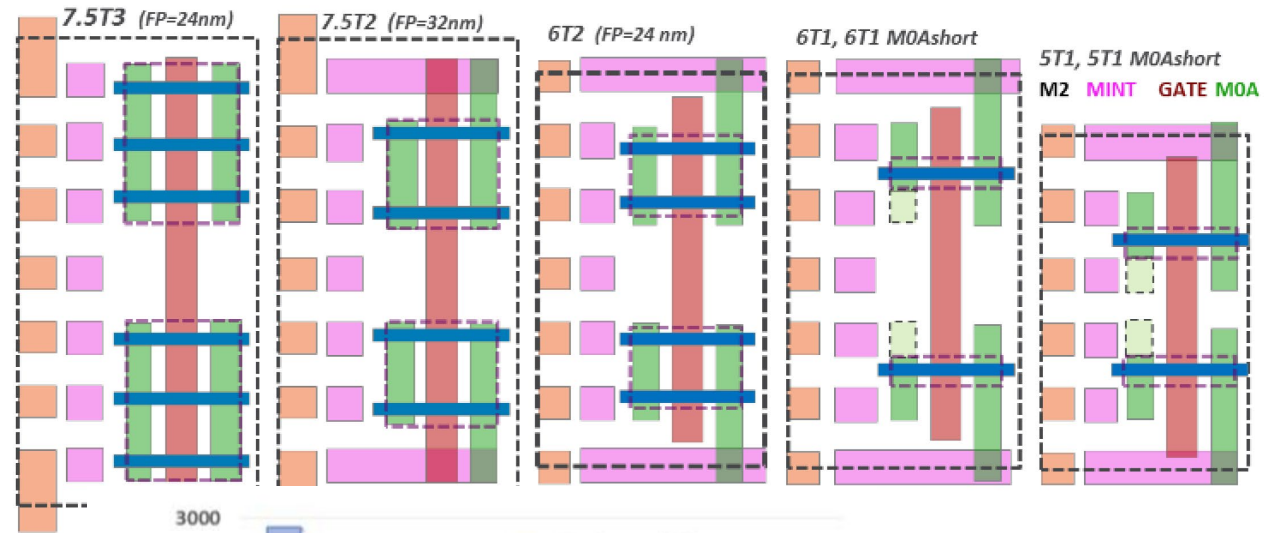 7.5T3 (FP=24nm)
7.5T2 (FP=32nm)
6T2 (FP=24 nm)
6T1, 6T1 M0Ashort
5T1, 5T1 M0Ashort
M2 MINT GATE M0A
3000